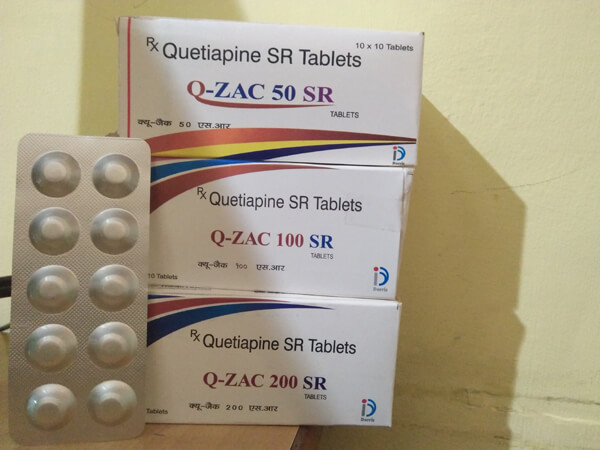 Rx Quetiapine SR Tablets
10 x 10 Tablets
Q-ZAC 50 SR
TABLETS
क्यू-जैक 50 एस.आर
Rx Quetiapine SR Tablets
Q-ZAC 100 SR
TABLETS
क्यू-जैक १०० एस.आर
10 Tablets
Rx Quetiapine SR Tablets
Q-ZAC 200 SR
TABLETS
क्यू-जैक 200 एस.आर
Tablets